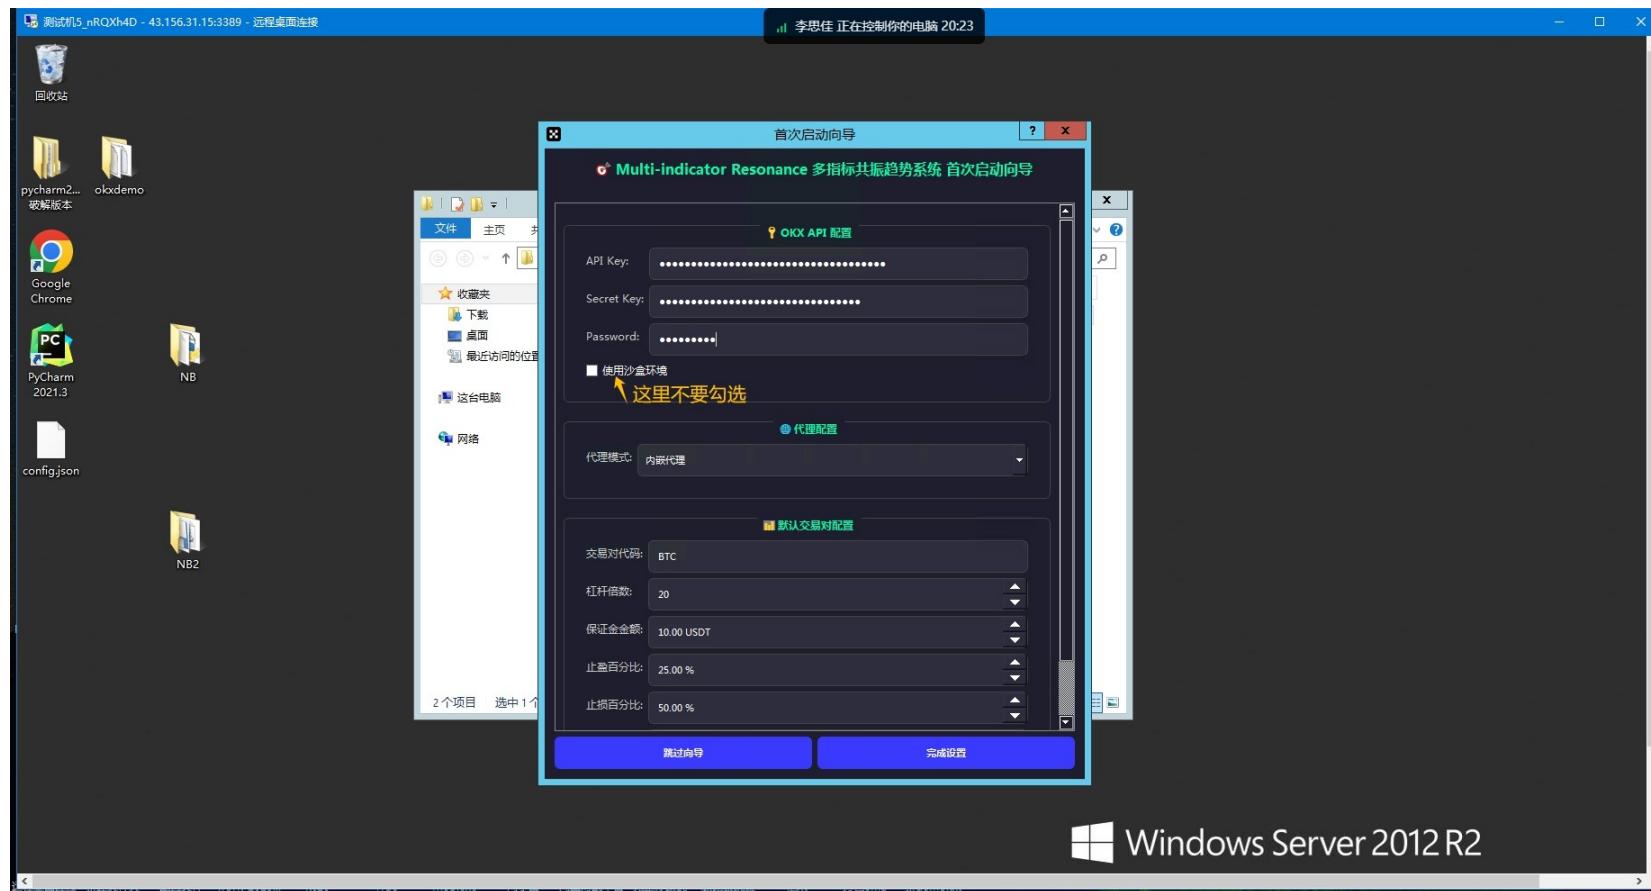 测试机5_nRQXh4D - 43.156.31.15:3389 - 远程桌面连接
李思佳 正在控制你的电脑 20:23
回收站
pycharm2...
破解版本
okxdemo
Google
Chrome
PyCharm
2021.3
NB
config.json
NB2
文件
主页
收藏夹
下载
桌面
最近访问的位置
这台电脑
网络
2 个项目
选中 1 个
首次启动向导
Multi-indicator Resonance 多指标共振趋势系统 首次启动向导
OKX API 配置
API Key:
Secret Key:
Password:
使用沙盒环境
这里不要勾选
代理配置
代理模式: 内嵌代理
默认交易对配置
交易对代码: BTC
杠杆倍数: 20
保证金金额: 10.00 USDT
止盈百分比: 25.00 %
止损百分比: 50.00 %
跳过向导
完成设置
Windows Server 2012 R2